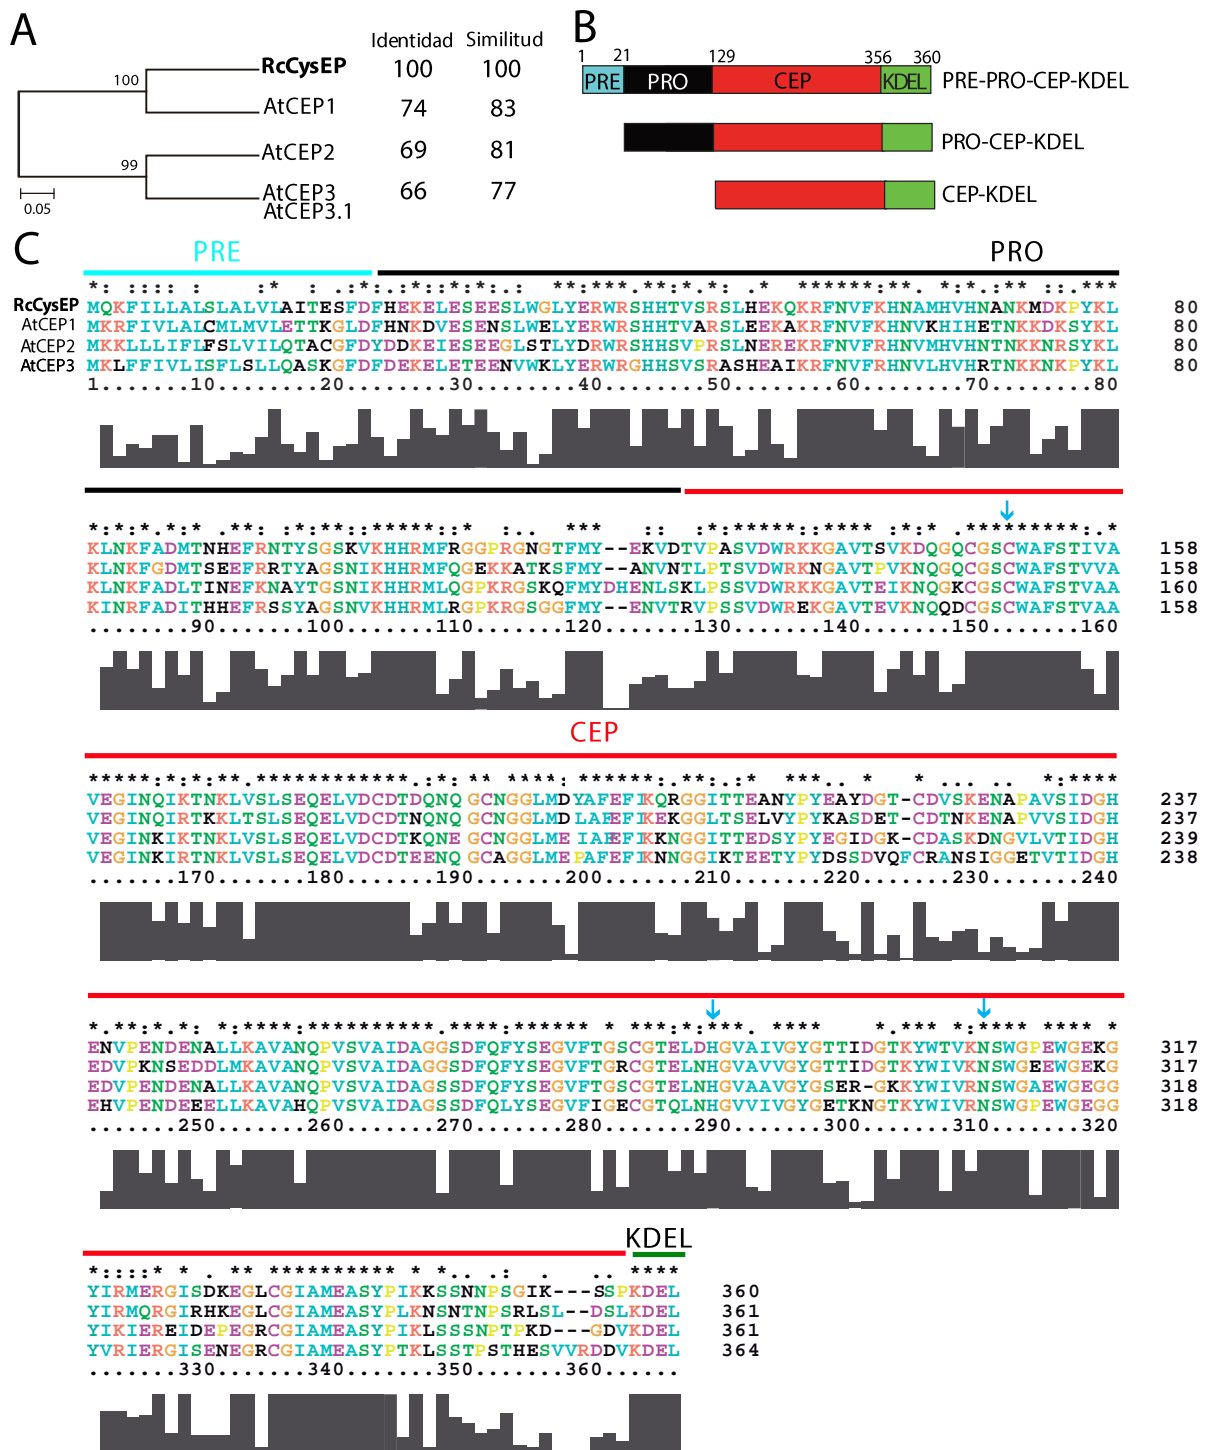 A
Identidad Similitud
RcCysEP 100 100
100
AtCEP1 74 83
AtCEP2 69 81
99
AtCEP3 66 77
AtCEP3.1
0.05
B
1 21 129 356 360
PRE PRO CEP KDEL PRE-PRO-CEP-KDEL
PRO-CEP-KDEL
CEP-KDEL
C
PRE PRO
RcCysEP MQKFILLALSLALVLAITESFDFHEKELESEESLWGLYERWRSHHTVSRSLHEKQKRFNVFKHNAMHVHNANKMDKPYKL 80
AtCEP1 MKRFIVLALCMLMVLETTKGLDFHNKDVESENSLWELYERWRSHHTVARSLEEKAKRFNVFKHNVKHIHETNKKDKSYKL 80
AtCEP2 MKKLLLIFLFSLVILQTACGFDYDDKEIESEEGLSTLYDRWRSHHSVPRSLNEREKRFNVFRHNVMHVHNTNKKNRSYKL 80
AtCEP3 MKLFFIVLISFLSLLQASKGFDFDEKELETEENVWKLYERWRGHHSVSRASHEAIKRFNVFRHNVLHVHRTNKKNKPYKL 80
1.......10........20........30........40........50........60........70........80
KLNKFADMTNHEFRNTYSGSKVKHHRMFRGGPRGNGTFMY--EKVDTVPASVDWRKKGAVTSVKDQGQCGSCWAFSTIVA 158
KLNKFGDMTSEEFRRTYAGSNIKHHRMFQGEKKATKSFMY--ANVNTLPTSVDWRKNGAVTPVKNQGQCGSCWAFSTVVA 158
KLNKFADLTINEFKNAYTGSNIKHHRMLQGPKRGSKQFMYDHENLSKLPSSVDWRKKGAVTEIKNQGKCGSCWAFSTVAA 160
KINRFADITHHEFRSSYAGSNVKHHRMLRGPKRGSGGFMY--ENVTRVPSSVDWREKGAVTEVKNQQDCGSCWAFSTVAA 158
.......90........100.......110.......120.......130.......140.......150.......160
CEP
VEGINQIKTNKLVSLSEQELVDCDTDQNQGCNGGLMDYAFEFIKQRGGITTEANYPYEAYDGT-CDVSKENAPAVSIDGH 237
VEGINQIRTKKLTSLSEQELVDCDTNQNQGCNGGLMDLAFEFIKEKGGLTSELVYPYKASDET-CDTNKENAPVVSIDGH 237
VEGINKIKTNKLVSLSEQELVDCDTKQNEGCNGGLMEIAFEFIKKNGGITTEDSYPYEGIDGK-CDASKDNGVLVTIDGH 239
VEGINKIRTNKLVSLSEQELVDCDTEENQGCAGGLMEPAFEFIKNNGGIKTEETYPYDSSDVQFCRANSIGGETVTIDGH 238
.......170.......180.......190.......200.......210.......220.......230.......240
ENVPENDENALLKAVANQPVSVAIDAGGSDFQFYSEGVFTGSCGTELDHGVAIVGYGTTIDGTKYWTVKNSWGPEWGEKG 317
EDVPKNSEDDLMKAVANQPVSVAIDAGGSDFQFYSEGVFTGRCGTELNHGVAVVGYGTTIDGTKYWIVKNSWGEEWGEKG 317
EDVPENDENALLKAVANQPVSVAIDAGSSDFQFYSEGVFTGSCGTELNHGVAAVGYGSER-GKKYWIVRNSWGAEWGEGG 318
EHVPENDEEELLKAVAHQPVSVAIDAGSSDFQLYSEGVFIGECGTQLNHGVVIVGYGETKNGTKYWIVRNSWGPEWGEGG 318
.......250.......260.......270.......280.......290.......300.......310.......320
KDEL
YIRMERGISDKEGLCGIAMEASYPIKKSSNNPSGIK---SSPKDEL 360
YIRMQRGIRHKEGLCGIAMEASYPLKNSNTNPSRLSL--DSLKDEL 361
YIKIEREIDEPEGRCGIAMEASYPIKLSSSNPTPKD---GDVKDEL 361
YVRIERGISENEGRCGIAMEASYPTKLSSTPSTHESVVRDDVKDEL 364
.......330.......340.......350.......360.......